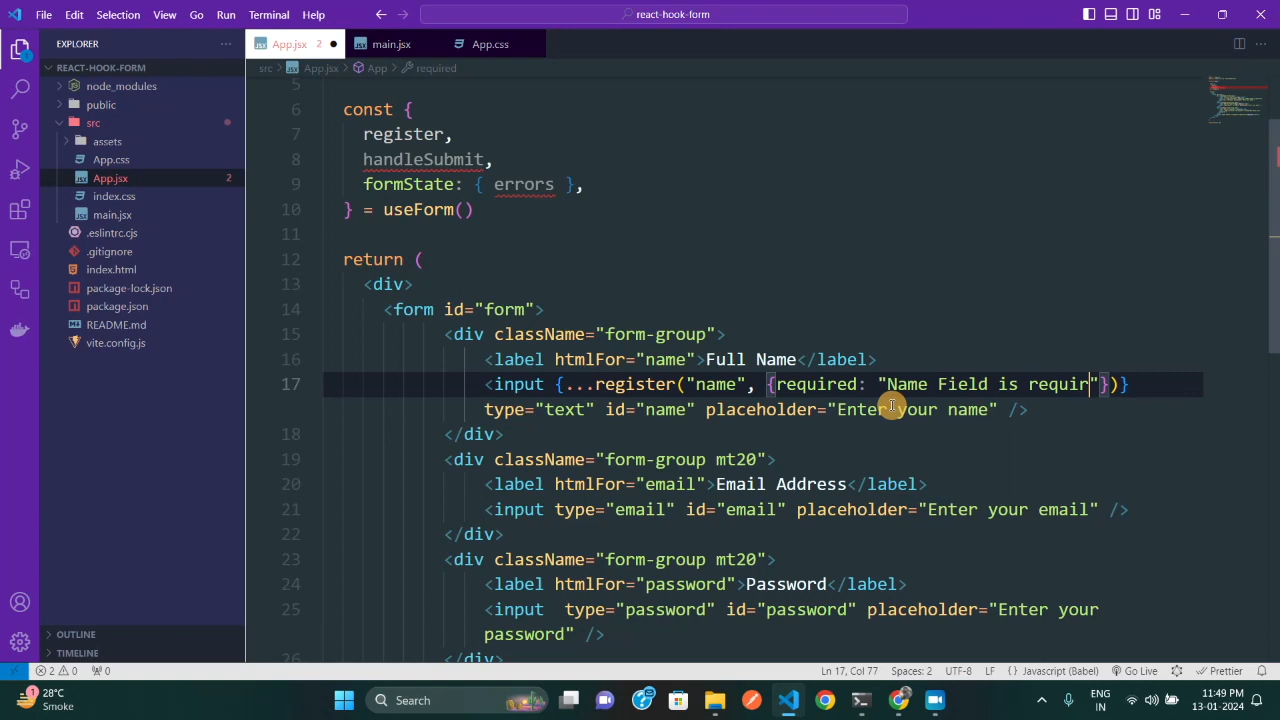 File Edit Selection View Go Run Terminal Help
react-hook-form
EXPLORER
App.jsx 2
main.jsx
App.css
REACT-HOOK-FORM
src > App.jsx > App > required
node_modules
public
src
assets
App.css
App.jsx 2
index.css
main.jsx
.eslintrc.cjs
.gitignore
index.html
package-lock.json
package.json
README.md
vite.config.js
OUTLINE
TIMELINE
5
6 const {
7 register,
8 handleSubmit,
9 formState: { errors },
10 } = useForm()
11
12 return (
13 <div>
14 <form id="form">
15 <div className="form-group">
16 <label htmlFor="name">Full Name</label>
17 <input {...register("name", {required: "Name Field is requir"})}
type="text" id="name" placeholder="Enter your name" />
18 </div>
19 <div className="form-group mt20">
20 <label htmlFor="email">Email Address</label>
21 <input type="email" id="email" placeholder="Enter your email" />
22 </div>
23 <div className="form-group mt20">
24 <label htmlFor="password">Password</label>
25 <input type="password" id="password" placeholder="Enter your
password" />
26 </div>
2 0 0
Ln 17, Col 77 Spaces: 2 UTF-8 LF { } Javascript (Babel) Go Live Prettier
28°C
Smoke
Search
ENG
IN
11:49 PM
13-01-2024